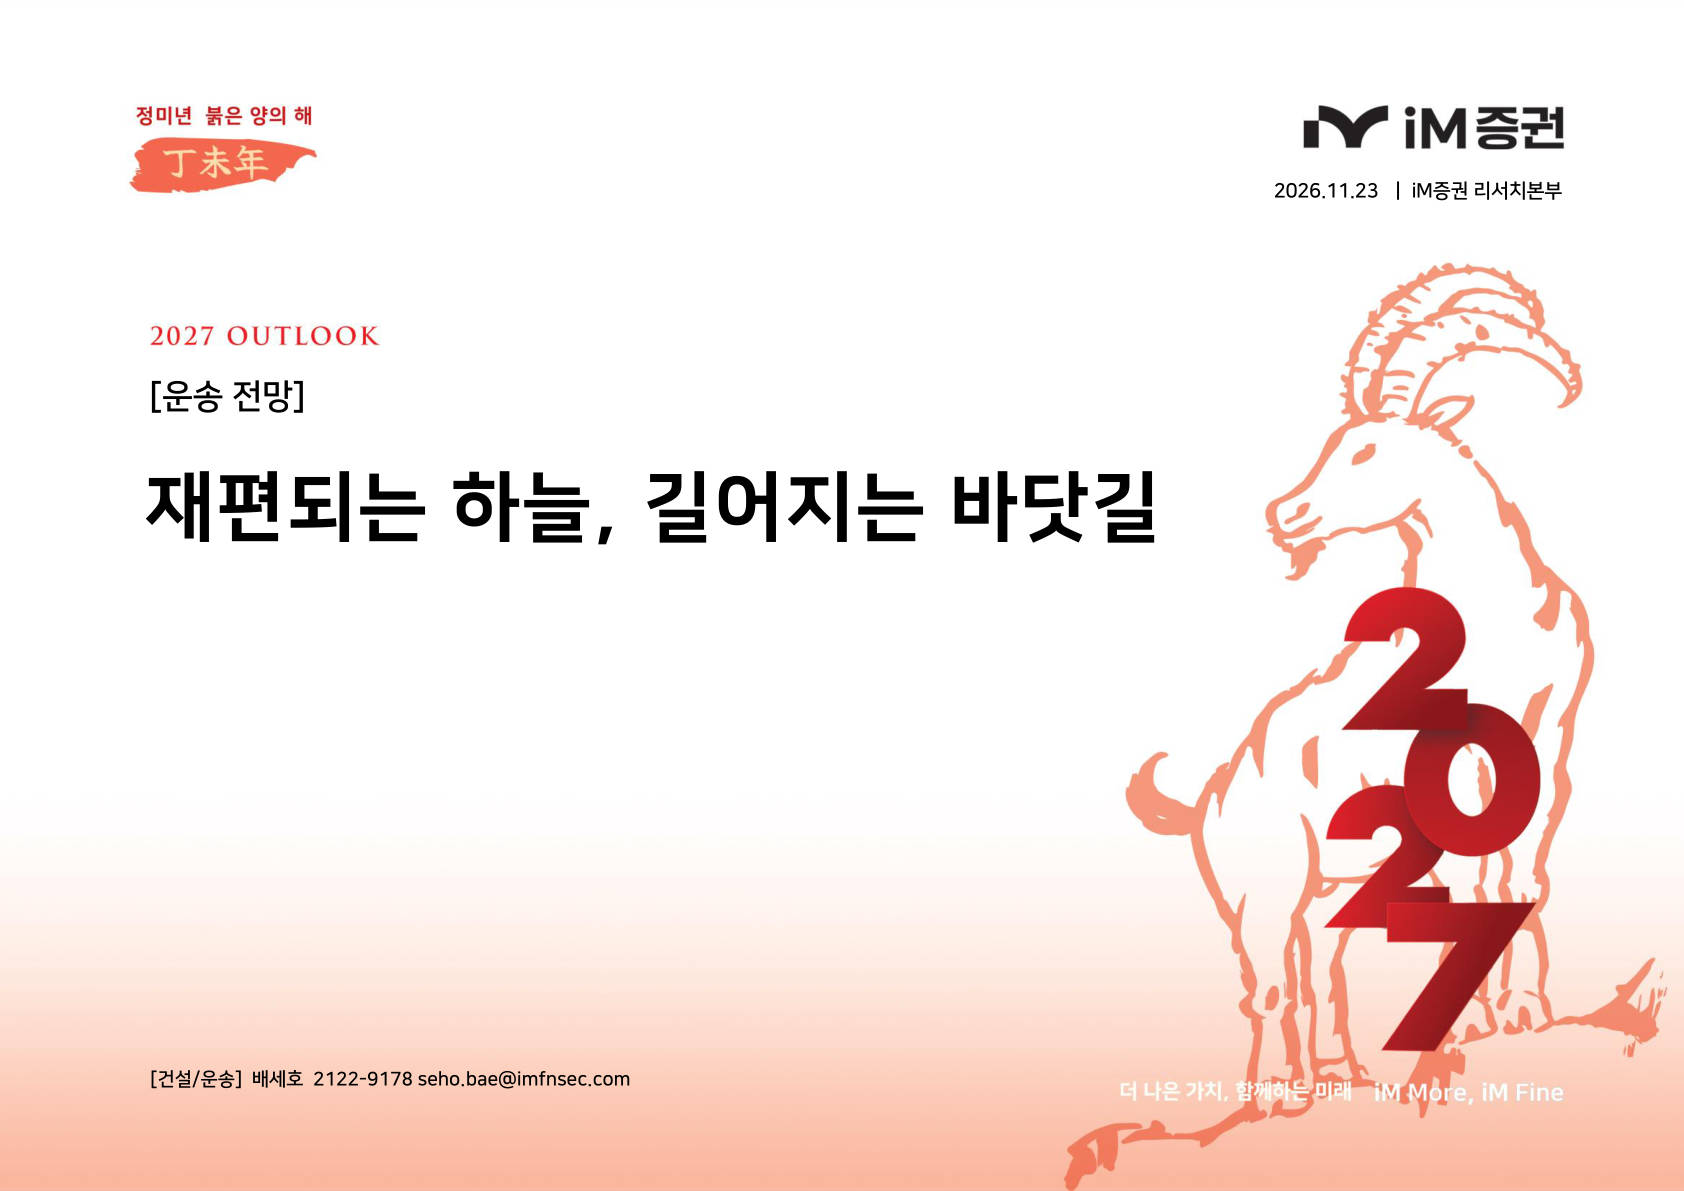 정미년 붉은 양의 해
丁未年
iM증권
2026.11.23 | iM증권 리서치본부
2027 OUTLOOK
[운송 전망]
재편되는 하늘, 길어지는 바닷길
2027
[건설/운송] 배세호 2122-9178 seho.bae@imfnsec.com
더 나은 가치, 함께하는 미래 iM More, iM Fine